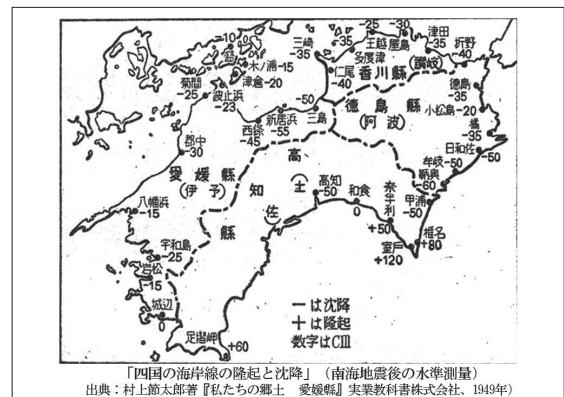 -10
盛
木ノ浦-15
津倉-20
菊間
-25
波止浜
-23
三崎
-35
-35
多度津
仁尾
-40
-25
王越
-30
屋島
津田
-35
折野
-40
香川縣
(讃岐)
徳島
-35
小松島-20
橘
-35
徳島縣
(阿波)
日和佐
-50
牟岐-50
鞆奥
-60
甲浦
-50
-50
三島
新居浜
-55
西條
-45
郡中
-30
愛媛縣
(伊予)
八幡浜
-15
宇和島
-25
岩松
-15
城辺
0
足摺岬
+60
高知縣
(土佐)
高知
-50
和食
0
奈半利
+50
室戸
+120
椎名
+80
ーは沈降
+は隆起
数字はCm
「四国の海岸線の隆起と沈降」(南海地震後の水準測量)
出典:村上節太郎著『私たちの郷土 愛媛縣』実業教科書株式会社、1949年)